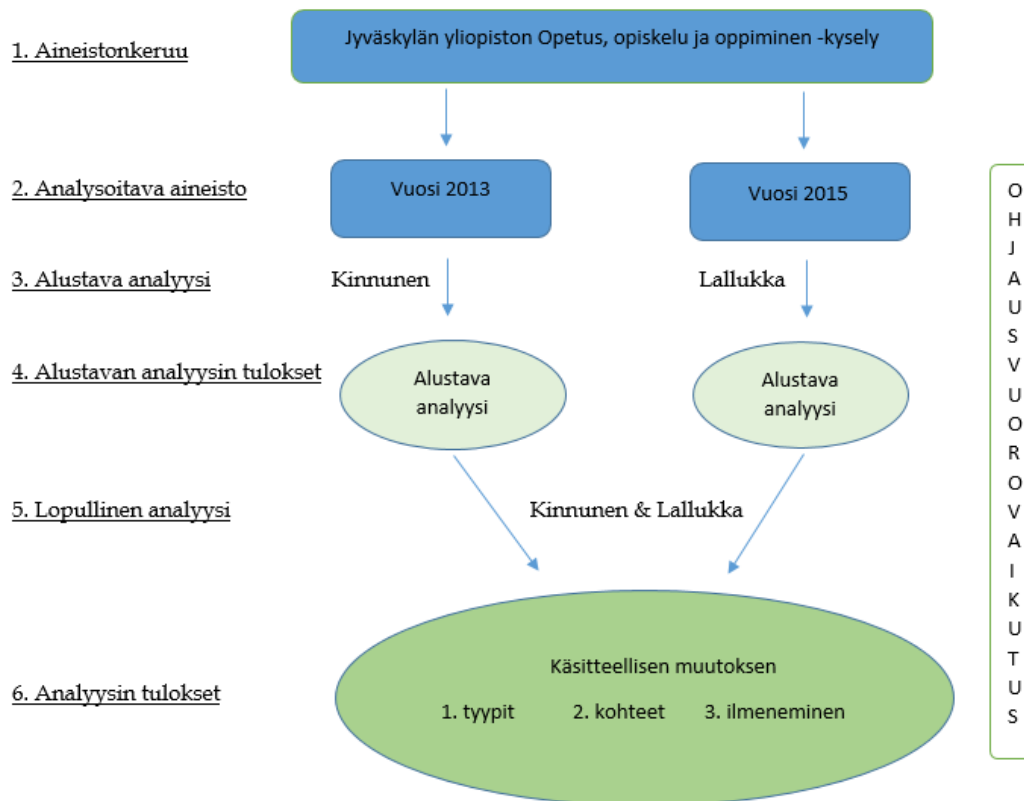 1. Aineistonkeruu
Jyväskylän yliopiston Opetus, opiskelu ja oppiminen -kysely
2. Analysoitava aineisto
Vuosi 2013
Vuosi 2015
3. Alustava analyysi
Kinnunen
Lallukka
4. Alustavan analyysin tulokset
Alustava
analyysi
Alustava
analyysi
5. Lopullinen analyysi
Kinnunen & Lallukka
6. Analyysin tulokset
Käsitteellisen muutoksen
1. tyypit 2. kohteet 3. ilmeneminen
O
H
J
A
U
S
V
U
O
R
O
V
A
I
K
U
T
U
S